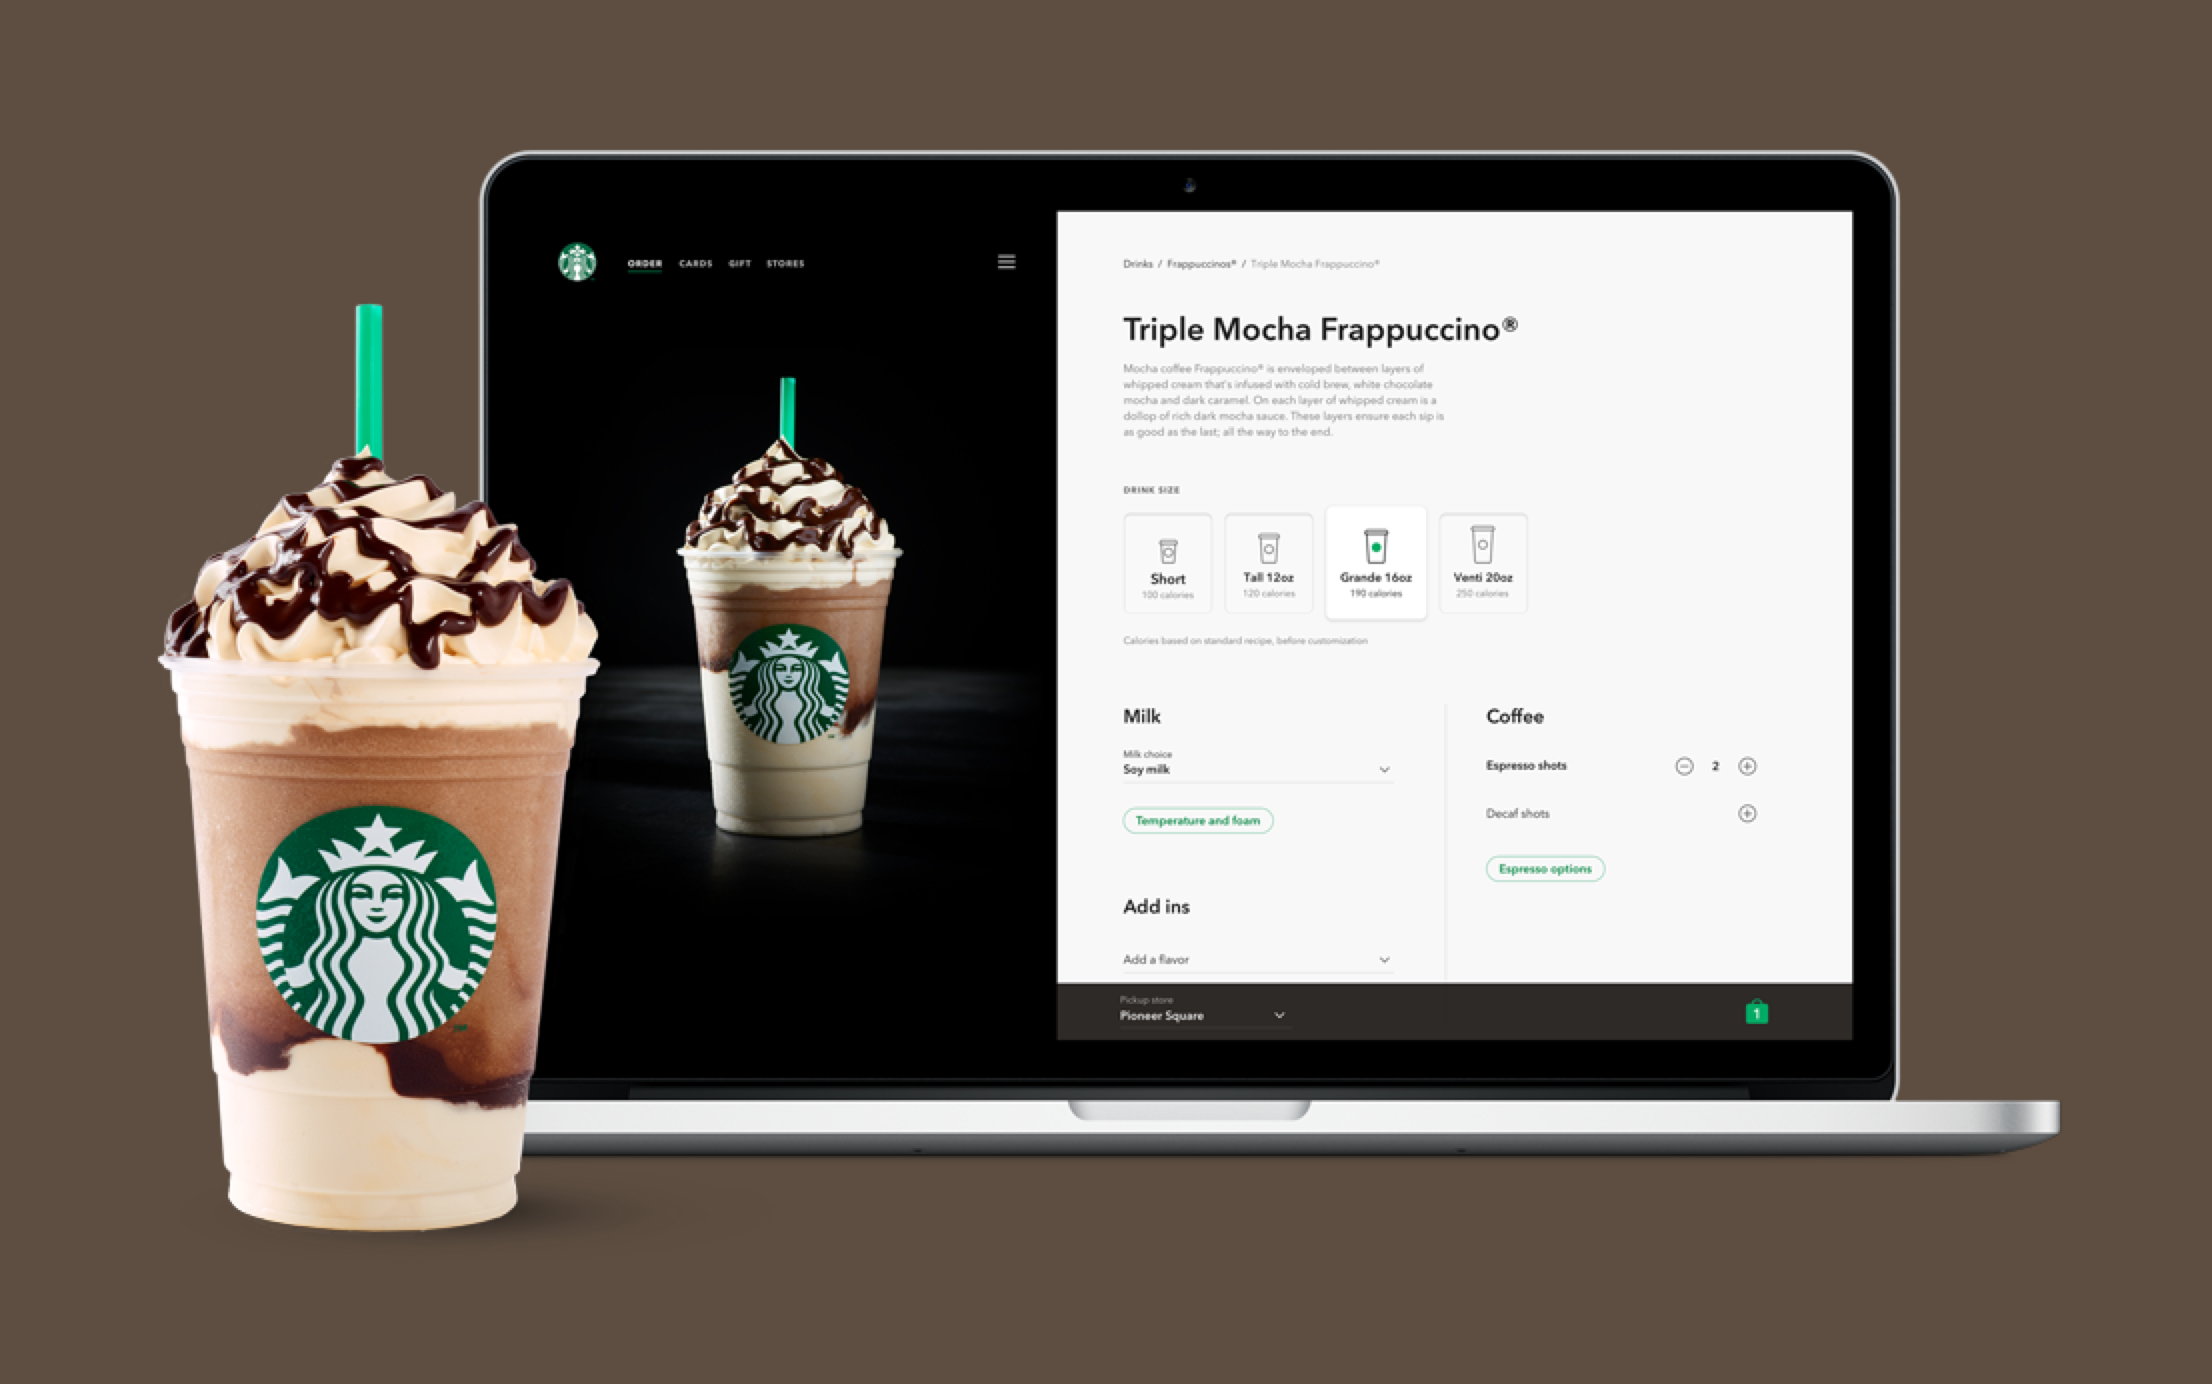 ORDER CARDS GIFT STORES
Drinks / Frappuccinos® / Triple Mocha Frappuccino®
Triple Mocha Frappuccino®
Mocha coffee Frappuccino® is enveloped between layers of
whipped cream that's infused with cold brew, white chocolate
mocha and dark caramel. On each layer of whipped cream is a
dollop of rich dark mocha sauce. These layers ensure each sip is
as good as the last; all the way to the end.
DRINK SIZE
Short
100 calories
Tall 12oz
120 calories
Grande 16oz
190 calories
Venti 20oz
250 calories
Calories based on standard recipe, before customization
Milk
Milk choice
Soy milk
Temperature and foam
Add ins
Add a flavor
Coffee
Espresso shots 2
Decaf shots
Espresso options
Pickup store
Pioneer Square
1